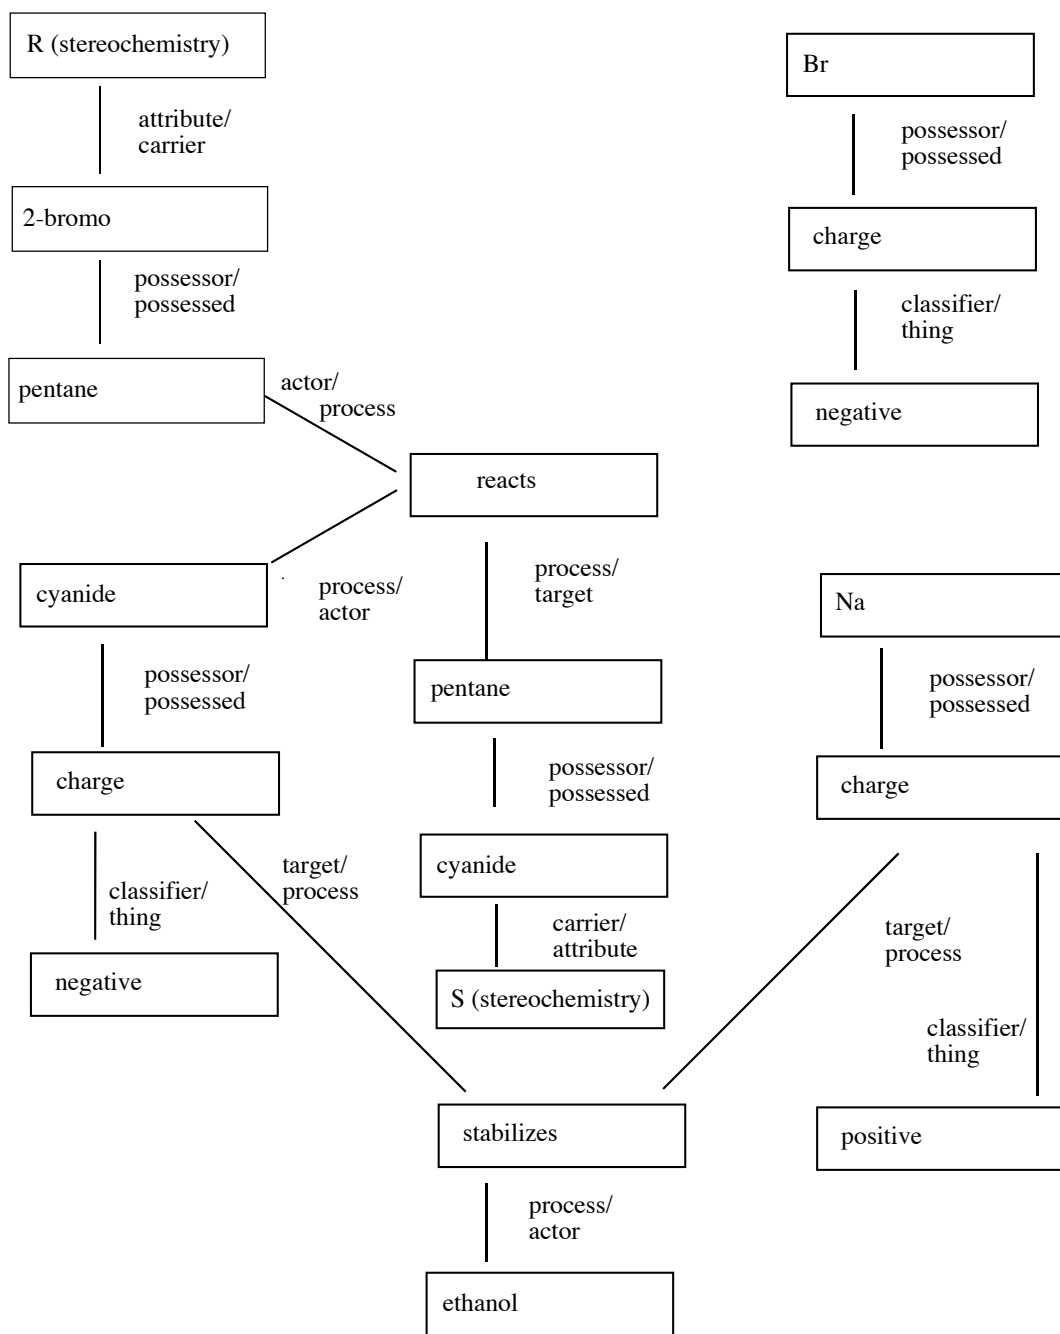 R (stereochemistry)
Br
attribute/
carrier
possessor/
possessed
2-bromo
charge
possessor/
possessed
classifier/
thing
pentane
actor/
process
negative
reacts
cyanide
process/
actor
process/
target
Na
possessor/
possessed
pentane
possessor/
possessed
charge
possessor/
possessed
charge
classifier/
thing
target/
process
cyanide
carrier/
attribute
target/
process
negative
S (stereochemistry)
classifier/
thing
stabilizes
positive
process/
actor
ethanol